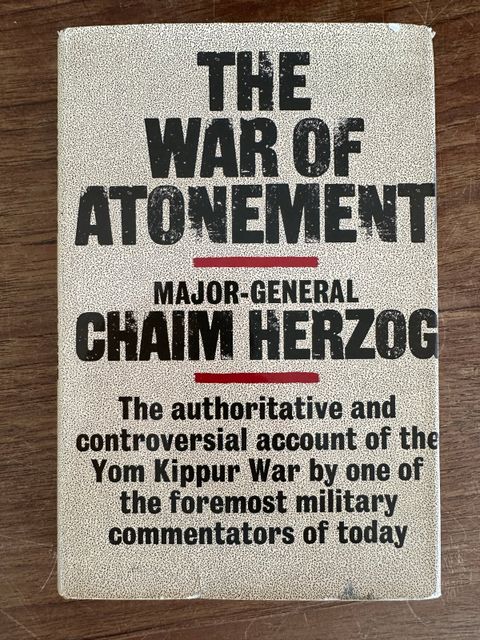 THE
WAR OF
ATONEMENT
MAJOR-GENERAL
CHAIM HERZOG
The authoritative and
controversial account of the
Yom Kippur War by one of
the foremost military
commentators of today